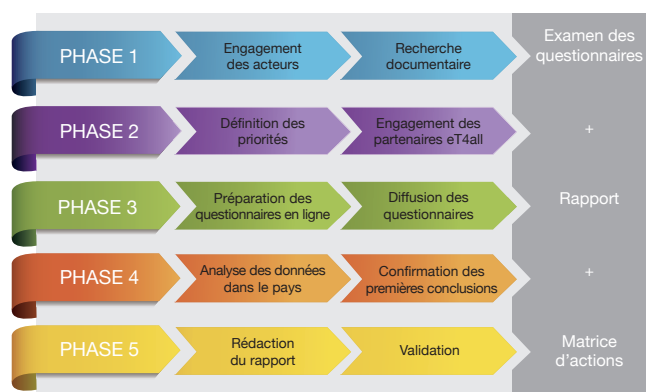 PHASE 1
Engagement
des acteurs
Recherche
documentaire
Examen des
questionnaires
PHASE 2
Définition des
priorités
Engagement des
partenaires eT4all
+
PHASE 3
Préparation des
questionnaires en ligne
Diffusion des
questionnaires
Rapport
PHASE 4
Analyse des données
dans le pays
Confirmation des
premières conclusions
+
PHASE 5
Rédaction
du rapport
Validation
Matrice
d'actions